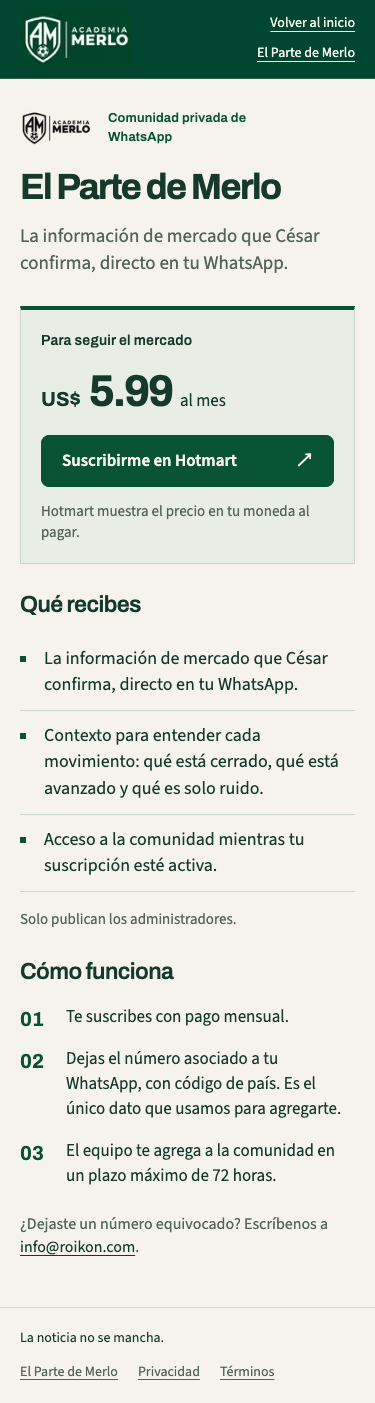 AM ACADEMIA
MERLO
Volver al inicio
El Parte de Merlo
AM ACADEMIA
MERLO
Comunidad privada de
WhatsApp
El Parte de Merlo
La información de mercado que César
confirma, directo en tu WhatsApp.
Para seguir el mercado
US$ 5.99 al mes
Suscribirme en Hotmart ↗
Hotmart muestra el precio en tu moneda al
pagar.
Qué recibes
La información de mercado que César
confirma, directo en tu WhatsApp.
Contexto para entender cada
movimiento: qué está cerrado, qué está
avanzado y qué es solo ruido.
Acceso a la comunidad mientras tu
suscripción esté activa.
Solo publican los administradores.
Cómo funciona
01 Te suscribes con pago mensual.
02 Dejas el número asociado a tu
WhatsApp, con código de país. Es el
único dato que usamos para agregarte.
03 El equipo te agrega a la comunidad en
un plazo máximo de 72 horas.
¿Dejaste un número equivocado? Escríbenos a
info@roikon.com.
La noticia no se mancha.
El Parte de Merlo Privacidad Términos